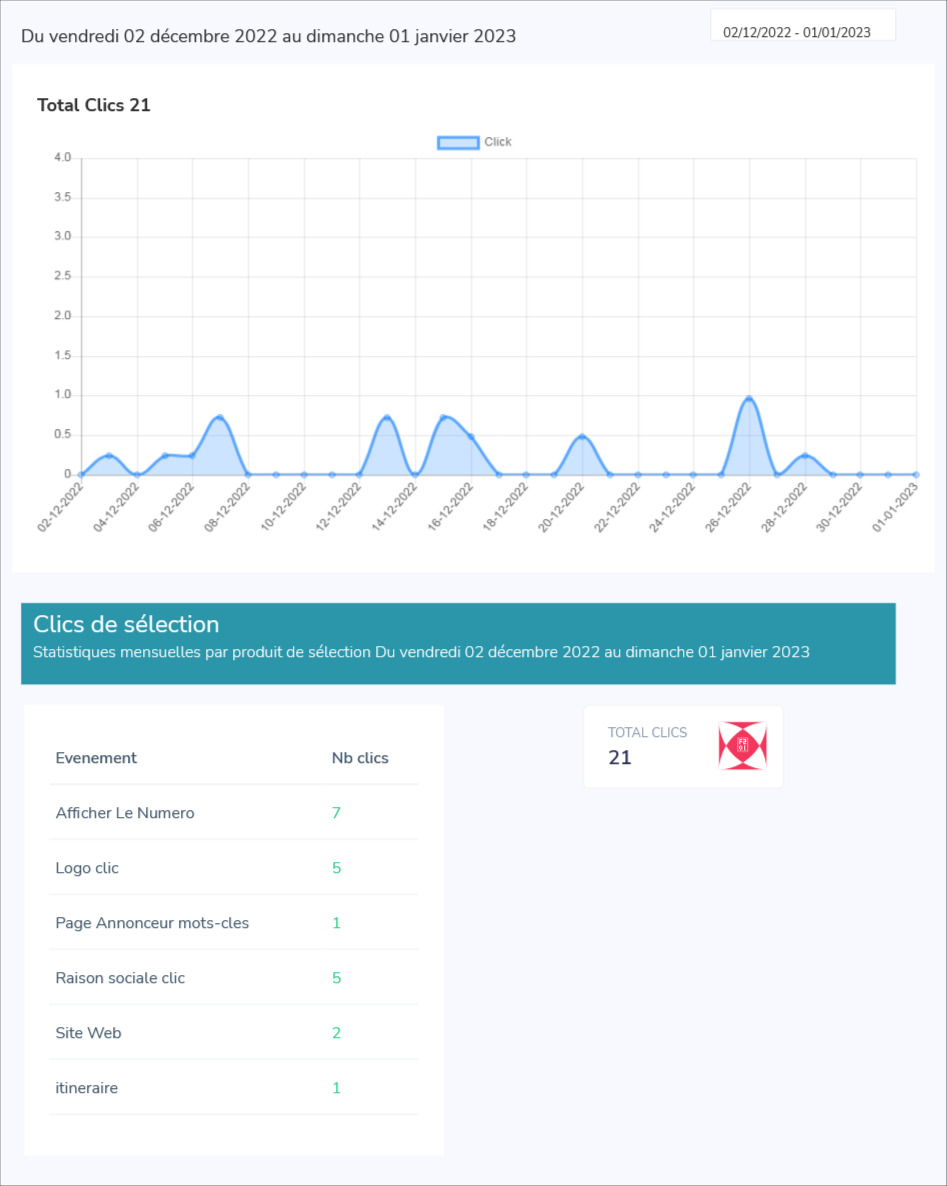 Du vendredi 02 décembre 2022 au dimanche 01 janvier 2023
02/12/2022 - 01/01/2023
Total Clics 21
Click
4.0
3.5
3.0
2.5
2.0
1.5
1.0
0.5
0
02-12-2022
04-12-2022
06-12-2022
08-12-2022
10-12-2022
12-12-2022
14-12-2022
16-12-2022
18-12-2022
20-12-2022
22-12-2022
24-12-2022
26-12-2022
28-12-2022
30-12-2022
01-01-2023
Clics de sélection
Statistiques mensuelles par produit de sélection Du vendredi 02 décembre 2022 au dimanche 01 janvier 2023
Evenement Nb clics
Afficher Le Numero 7
Logo clic 5
Page Annonceur mots-cles 1
Raison sociale clic 5
Site Web 2
itineraire 1
TOTAL CLICS
21